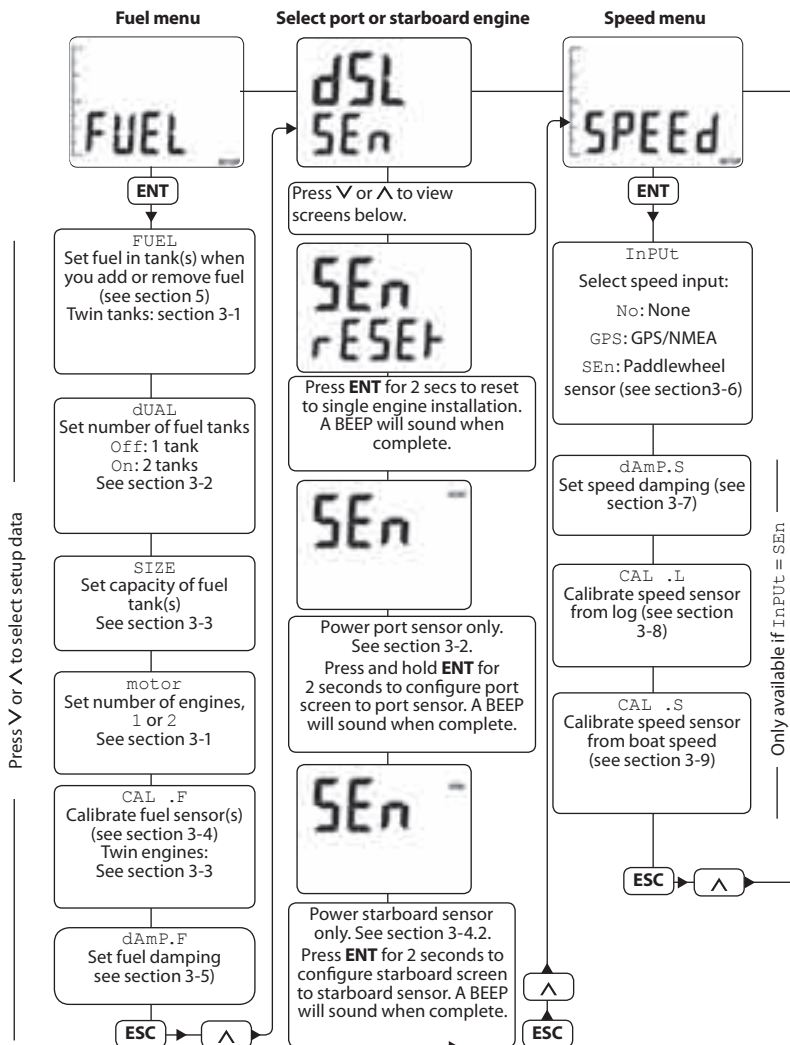 Fuel menu
FUEL
ENT
FUEL
Set fuel in tank(s) when
you add or remove fuel
(see section 5)
Twin tanks: section 3-1
dUAL
Set number of fuel tanks
Off: 1 tank
On: 2 tanks
See section 3-2
SIZE
Set capacity of fuel
tank(s)
See section 3-3
motor
Set number of engines,
1 or 2
See section 3-1
CAL .F
Calibrate fuel sensor(s)
(see section 3-4)
Twin engines:
See section 3-3
dAmP.F
Set fuel damping
see section 3-5)
ESC
Press V or Λ to select setup data
Select port or starboard engine
dSL
SEn
Press V or Λ to view
screens below.
SEn
rESEt
Press ENT for 2 secs to reset
to single engine installation.
A BEEP will sound when
complete.
SEn
Power port sensor only.
See section 3-2.
Press and hold ENT for
2 seconds to configure port
screen to port sensor. A BEEP
will sound when complete.
SEn
Power starboard sensor
only. See section 3-4.2.
Press ENT for 2 seconds to
configure starboard screen
to starboard sensor. A BEEP
will sound when complete.
ESC
Speed menu
SPEEd
ENT
InPUt
Select speed input:
No: None
GPS: GPS/NMEA
SEn: Paddlewheel
sensor (see section3-6)
dAmP.S
Set speed damping (see
section 3-7)
CAL .L
Calibrate speed sensor
from log (see section
3-8)
CAL .S
Calibrate speed sensor
from boat speed
(see section 3-9)
ESC
Only available if InPUt = SEn